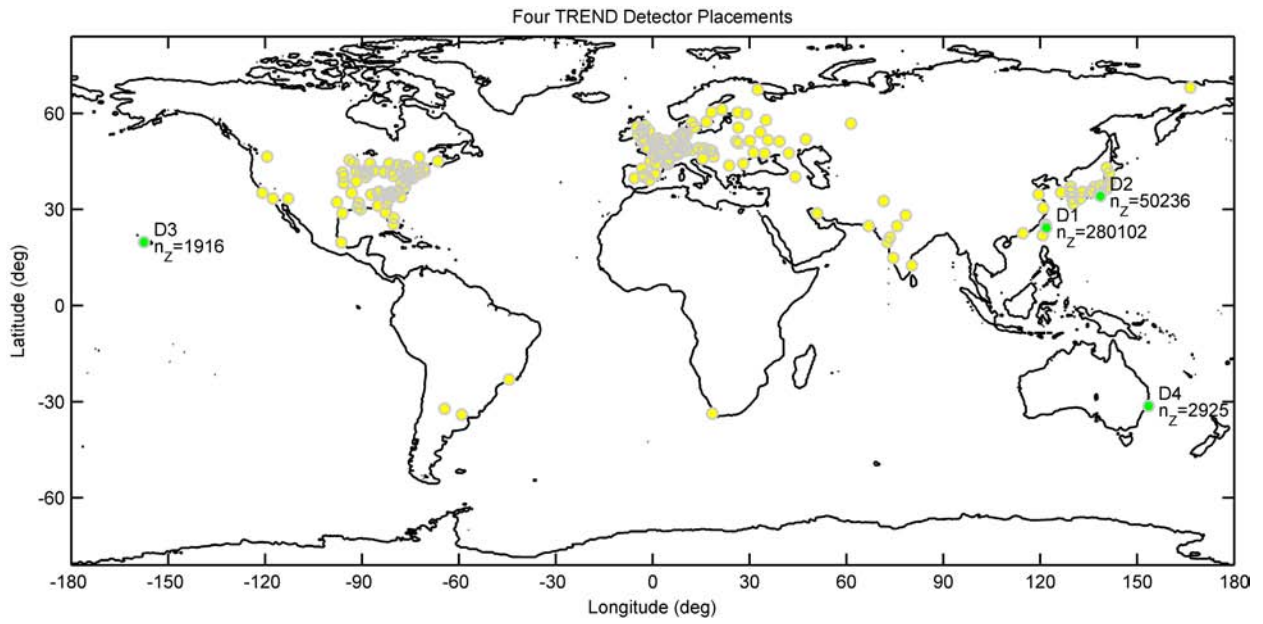 Four TREND Detector Placements
60
30
0
-30
-60
Latitude (deg)
D3
n_Z=1916
D2
n_Z=50236
D1
n_Z=280102
D4
n_Z=2925
-180 -150 -120 -90 -60 -30 0 30 60 90 120 150 180
Longitude (deg)